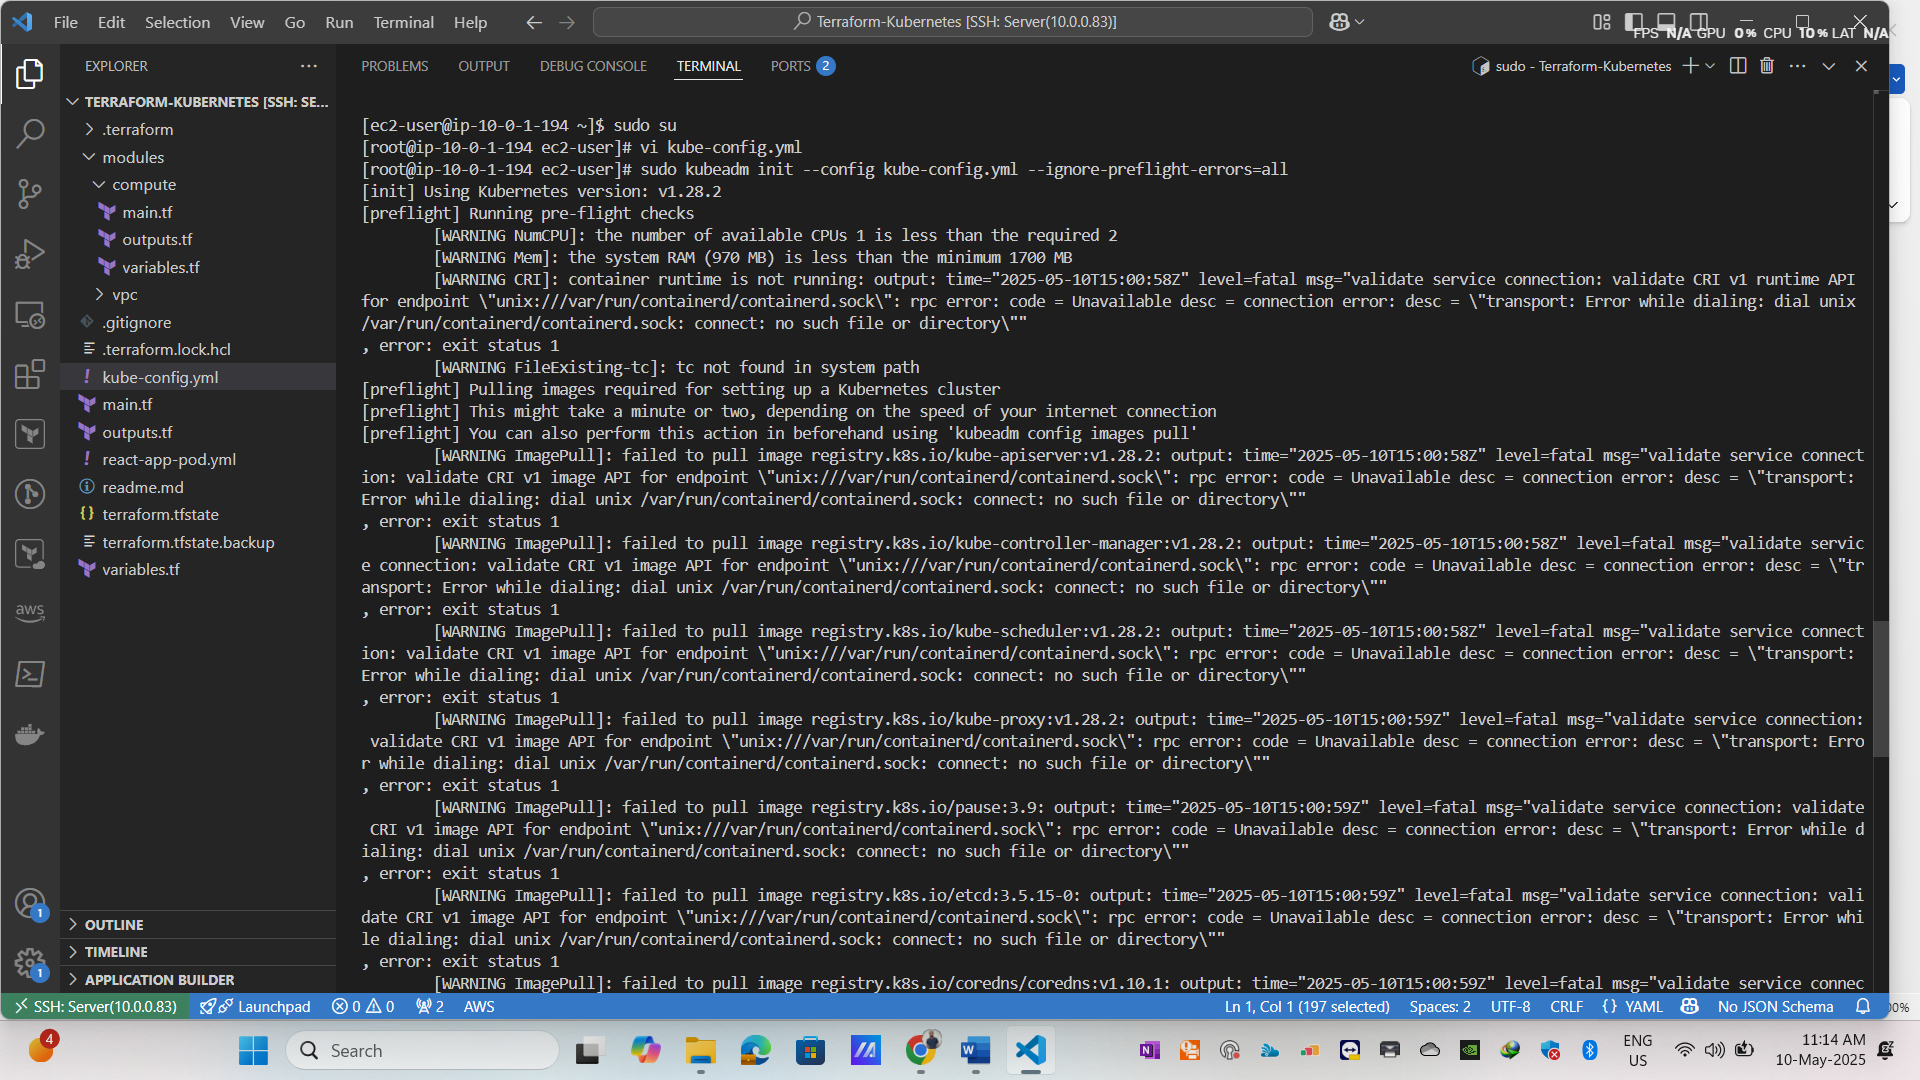 File Edit Selection View Go Run Terminal Help
Terraform-Kubernetes [SSH: Server(10.0.0.83)]
FPS N/A GPU 0% CPU 10% LAT N/A
EXPLORER
PROBLEMS OUTPUT DEBUG CONSOLE TERMINAL PORTS 2
sudo - Terraform-Kubernetes
TERRAFORM-KUBERNETES [SSH: SE...
.terraform
modules
compute
main.tf
outputs.tf
variables.tf
vpc
.gitignore
.terraform.lock.hcl
kube-config.yml
main.tf
outputs.tf
react-app-pod.yml
readme.md
terraform.tfstate
terraform.tfstate.backup
variables.tf
OUTLINE
TIMELINE
APPLICATION BUILDER
aws
1
1
[ec2-user@ip-10-0-1-194 ~]$ sudo su
[root@ip-10-0-1-194 ec2-user]# vi kube-config.yml
[root@ip-10-0-1-194 ec2-user]# sudo kubeadm init --config kube-config.yml --ignore-preflight-errors=all
[init] Using Kubernetes version: v1.28.2
[preflight] Running pre-flight checks
[WARNING NumCPU]: the number of available CPUs 1 is less than the required 2
[WARNING Mem]: the system RAM (970 MB) is less than the minimum 1700 MB
[WARNING CRI]: container runtime is not running: output: time="2025-05-10T15:00:58Z" level=fatal msg="validate service connection: validate CRI v1 runtime API
for endpoint \"unix:///var/run/containerd/containerd.sock\": rpc error: code = Unavailable desc = connection error: desc = \"transport: Error while dialing: dial unix
/var/run/containerd/containerd.sock: connect: no such file or directory\""
, error: exit status 1
[WARNING FileExisting-tc]: tc not found in system path
[preflight] Pulling images required for setting up a Kubernetes cluster
[preflight] This might take a minute or two, depending on the speed of your internet connection
[preflight] You can also perform this action in beforehand using 'kubeadm config images pull'
[WARNING ImagePull]: failed to pull image registry.k8s.io/kube-apiserver:v1.28.2: output: time="2025-05-10T15:00:58Z" level=fatal msg="validate service connect
ion: validate CRI v1 image API for endpoint \"unix:///var/run/containerd/containerd.sock\": rpc error: code = Unavailable desc = connection error: desc = \"transport:
Error while dialing: dial unix /var/run/containerd/containerd.sock: connect: no such file or directory\""
, error: exit status 1
[WARNING ImagePull]: failed to pull image registry.k8s.io/kube-controller-manager:v1.28.2: output: time="2025-05-10T15:00:58Z" level=fatal msg="validate servic
e connection: validate CRI v1 image API for endpoint \"unix:///var/run/containerd/containerd.sock\": rpc error: code = Unavailable desc = connection error: desc = \"tr
ansport: Error while dialing: dial unix /var/run/containerd/containerd.sock: connect: no such file or directory\""
, error: exit status 1
[WARNING ImagePull]: failed to pull image registry.k8s.io/kube-scheduler:v1.28.2: output: time="2025-05-10T15:00:58Z" level=fatal msg="validate service connect
ion: validate CRI v1 image API for endpoint \"unix:///var/run/containerd/containerd.sock\": rpc error: code = Unavailable desc = connection error: desc = \"transport:
Error while dialing: dial unix /var/run/containerd/containerd.sock: connect: no such file or directory\""
, error: exit status 1
[WARNING ImagePull]: failed to pull image registry.k8s.io/kube-proxy:v1.28.2: output: time="2025-05-10T15:00:59Z" level=fatal msg="validate service connection:
validate CRI v1 image API for endpoint \"unix:///var/run/containerd/containerd.sock\": rpc error: code = Unavailable desc = connection error: desc = \"transport: Erro
r while dialing: dial unix /var/run/containerd/containerd.sock: connect: no such file or directory\""
, error: exit status 1
[WARNING ImagePull]: failed to pull image registry.k8s.io/pause:3.9: output: time="2025-05-10T15:00:59Z" level=fatal msg="validate service connection: validate
CRI v1 image API for endpoint \"unix:///var/run/containerd/containerd.sock\": rpc error: code = Unavailable desc = connection error: desc = \"transport: Error while d
ialing: dial unix /var/run/containerd/containerd.sock: connect: no such file or directory\""
, error: exit status 1
[WARNING ImagePull]: failed to pull image registry.k8s.io/etcd:3.5.15-0: output: time="2025-05-10T15:00:59Z" level=fatal msg="validate service connection: vali
date CRI v1 image API for endpoint \"unix:///var/run/containerd/containerd.sock\": rpc error: code = Unavailable desc = connection error: desc = \"transport: Error whi
le dialing: dial unix /var/run/containerd/containerd.sock: connect: no such file or directory\""
, error: exit status 1
[WARNING ImagePull]: failed to pull image registry.k8s.io/coredns/coredns:v1.10.1: output: time="2025-05-10T15:00:59Z" level=fatal msg="validate service connec
SSH: Server(10.0.0.83) Launchpad 0 0 2 AWS
Ln 1, Col 1 (197 selected) Spaces: 2 UTF-8 CRLF {} YAML No JSON Schema
00%
4
Search
ENG
US
11:14 AM
10-May-2025